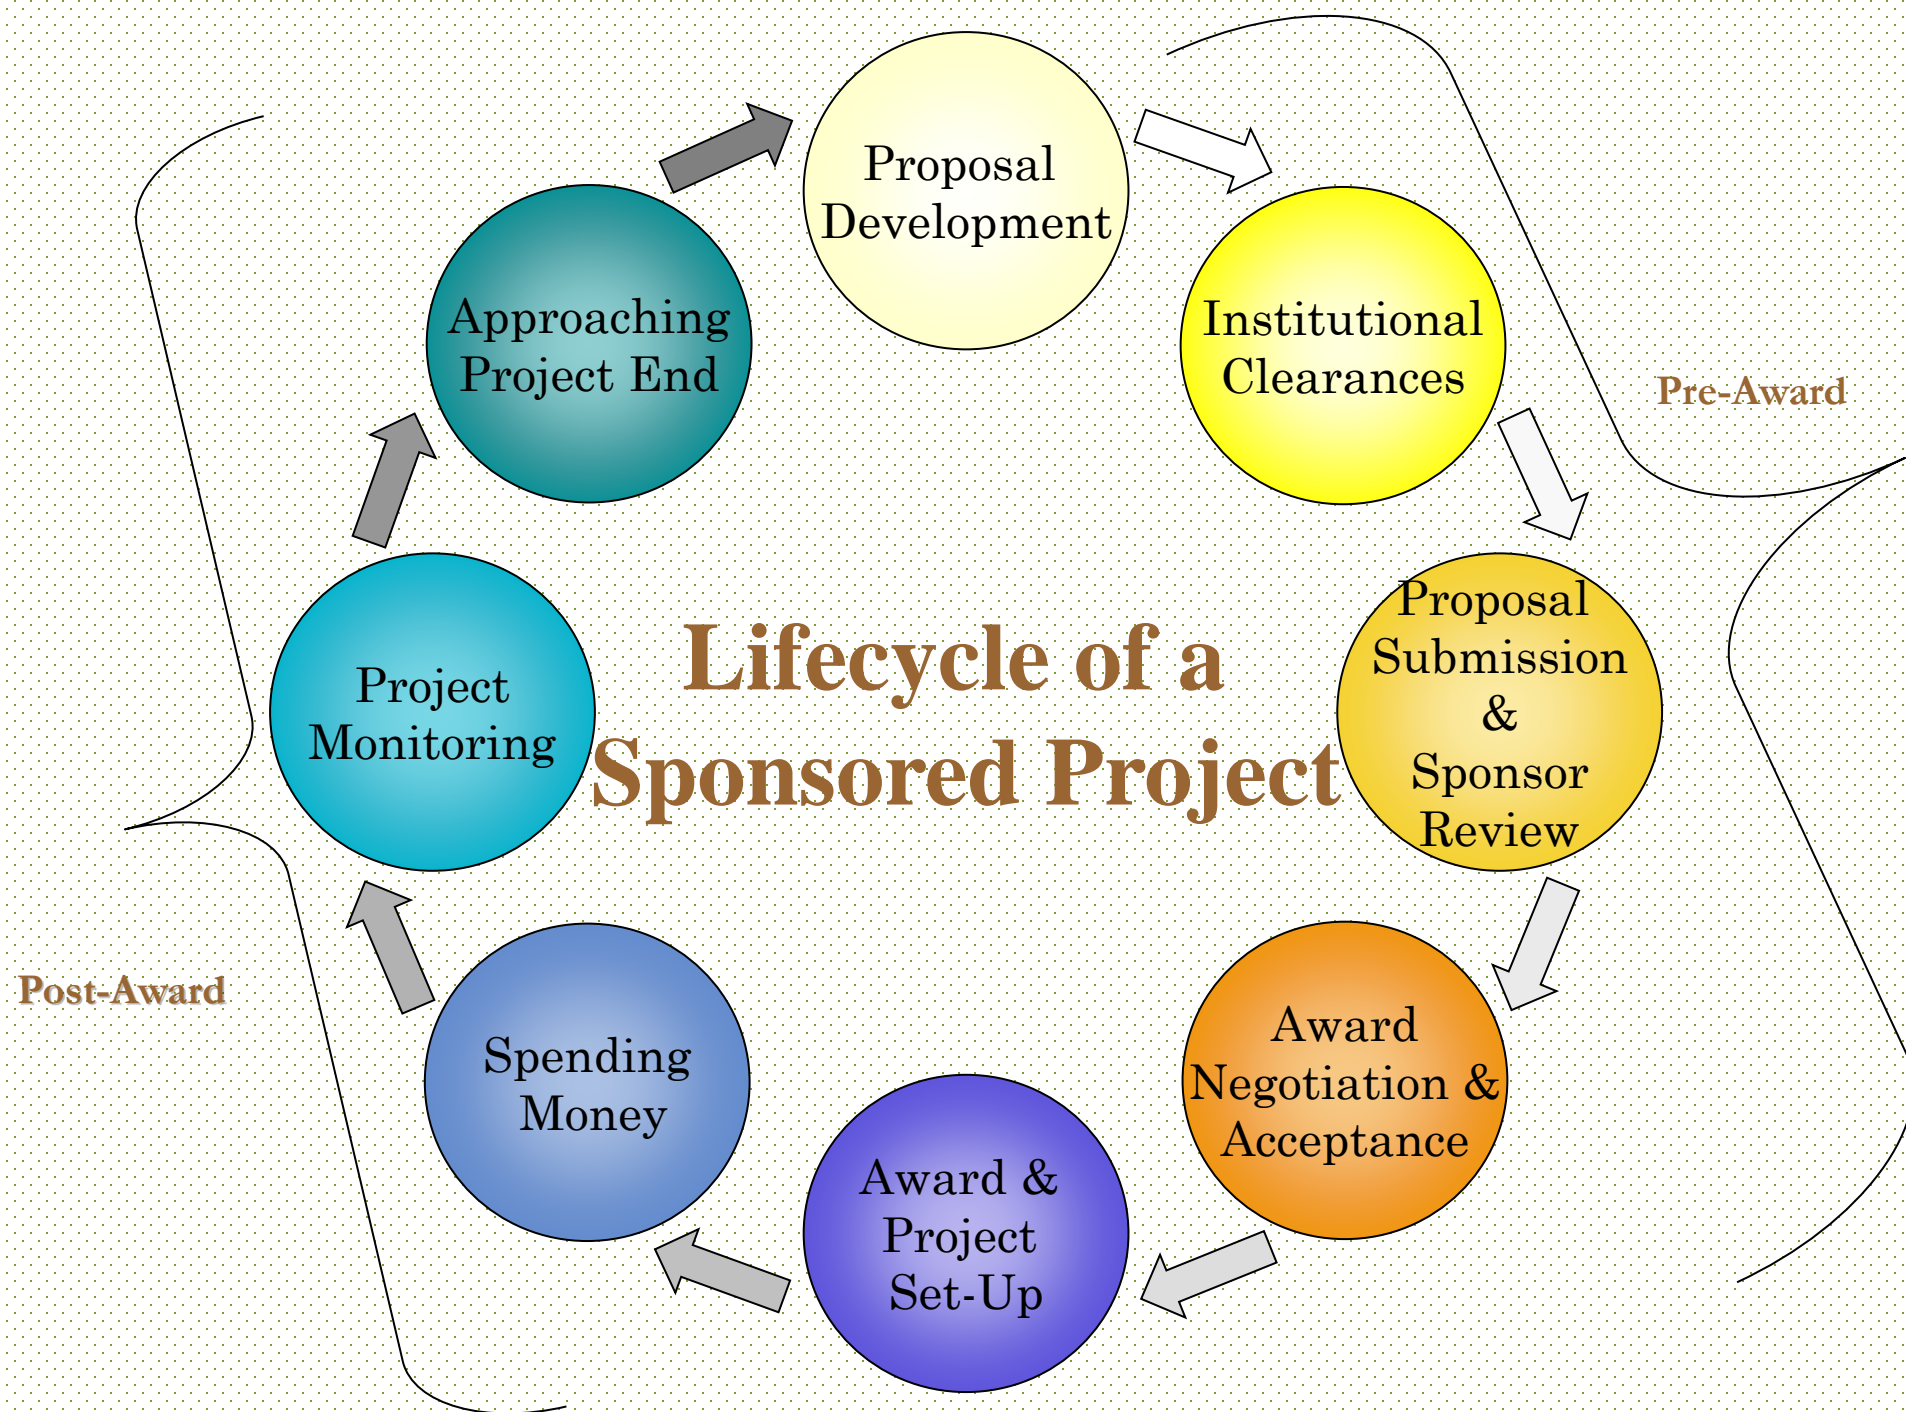 Lifecycle of a
Sponsored Project
Proposal
Development
Institutional
Clearances
Proposal
Submission
&
Sponsor
Review
Award
Negotiation &
Acceptance
Award &
Project
Set-Up
Spending
Money
Project
Monitoring
Approaching
Project End
Pre-Award
Post-Award